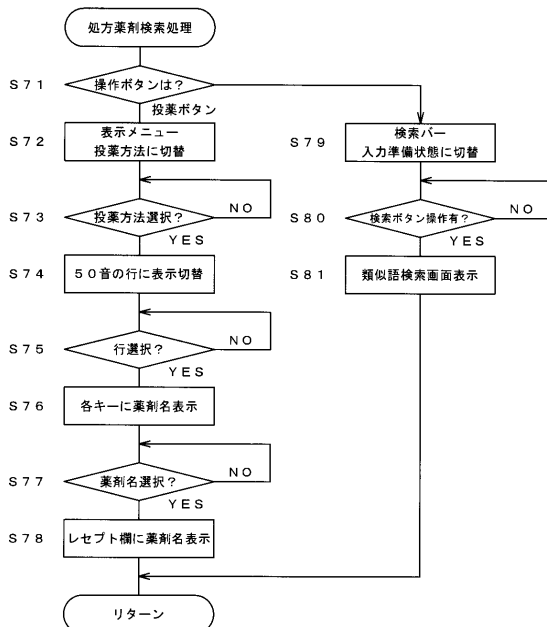 処方薬剤検索処理
S71
操作ボタンは？
投薬ボタン
S72
表示メニュー
投薬方法に切替
S79
検索バー
入力準備状態に切替
S73
投薬方法選択？
NO
YES
S80
検索ボタン操作有？
NO
YES
S74
５０音の行に表示切替
S81
類似語検索画面表示
S75
行選択？
NO
YES
S76
各キーに薬剤名表示
S77
薬剤名選択？
NO
YES
S78
レセプト欄に薬剤名表示
リターン